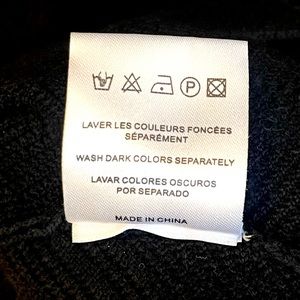 P
LAVER LES COULEURS FONCÉES
SÉPARÉMENT
WASH DARK COLORS SEPARATELY
LAVAR COLORES OSCUROS
POR SEPARADO
MADE IN CHINA